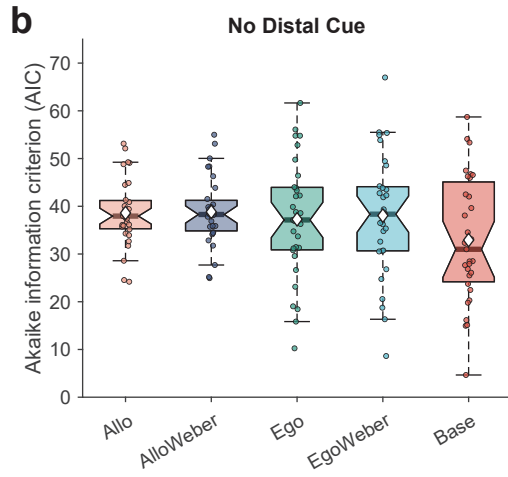 b
No Distal Cue
Akaike information criterion (AIC)
70
60
50
40
30
20
10
0
Allo
AlloWeber
Ego
EgoWeber
Base